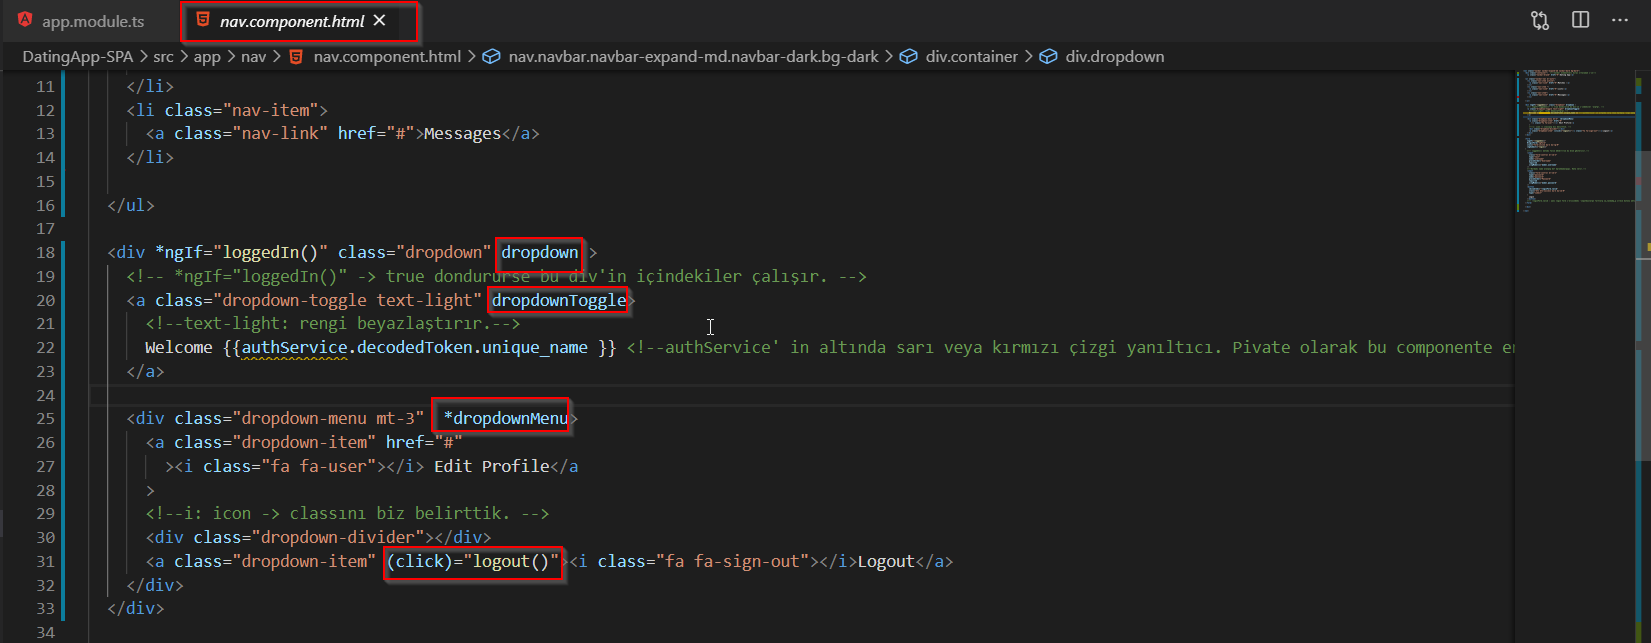 app.module.ts
nav.component.html
DatingApp-SPA > src > app > nav > nav.component.html > nav.navbar.navbar-expand-md.navbar-dark.bg-dark > div.container > div.dropdown
11 </li>
12 <li class="nav-item">
13 <a class="nav-link" href="#">Messages</a>
14 </li>
15
16 </ul>
17
18 <div *ngIf="loggedIn()" class="dropdown" dropdown >
19 <!-- *ngIf="loggedIn()" -> true dondururse bu div'in içindekiler çalışır. -->
20 <a class="dropdown-toggle text-light" dropdownToggle>
21 <!--text-light: rengi beyazlaştırır.-->
22 Welcome {{authService.decodedToken.unique_name }} <!--authService' in altında sarı veya kırmızı çizgi yanıltıcı. Pivate olarak bu componente
23 </a>
24
25 <div class="dropdown-menu mt-3" *dropdownMenu>
26 <a class="dropdown-item" href="#"
27 ><i class="fa fa-user"></i> Edit Profile</a
28 >
29 <!--i: icon -> classını biz belirttik. -->
30 <div class="dropdown-divider"></div>
31 <a class="dropdown-item" (click)="logout()"><i class="fa fa-sign-out"></i>Logout</a>
32 </div>
33 </div>
34